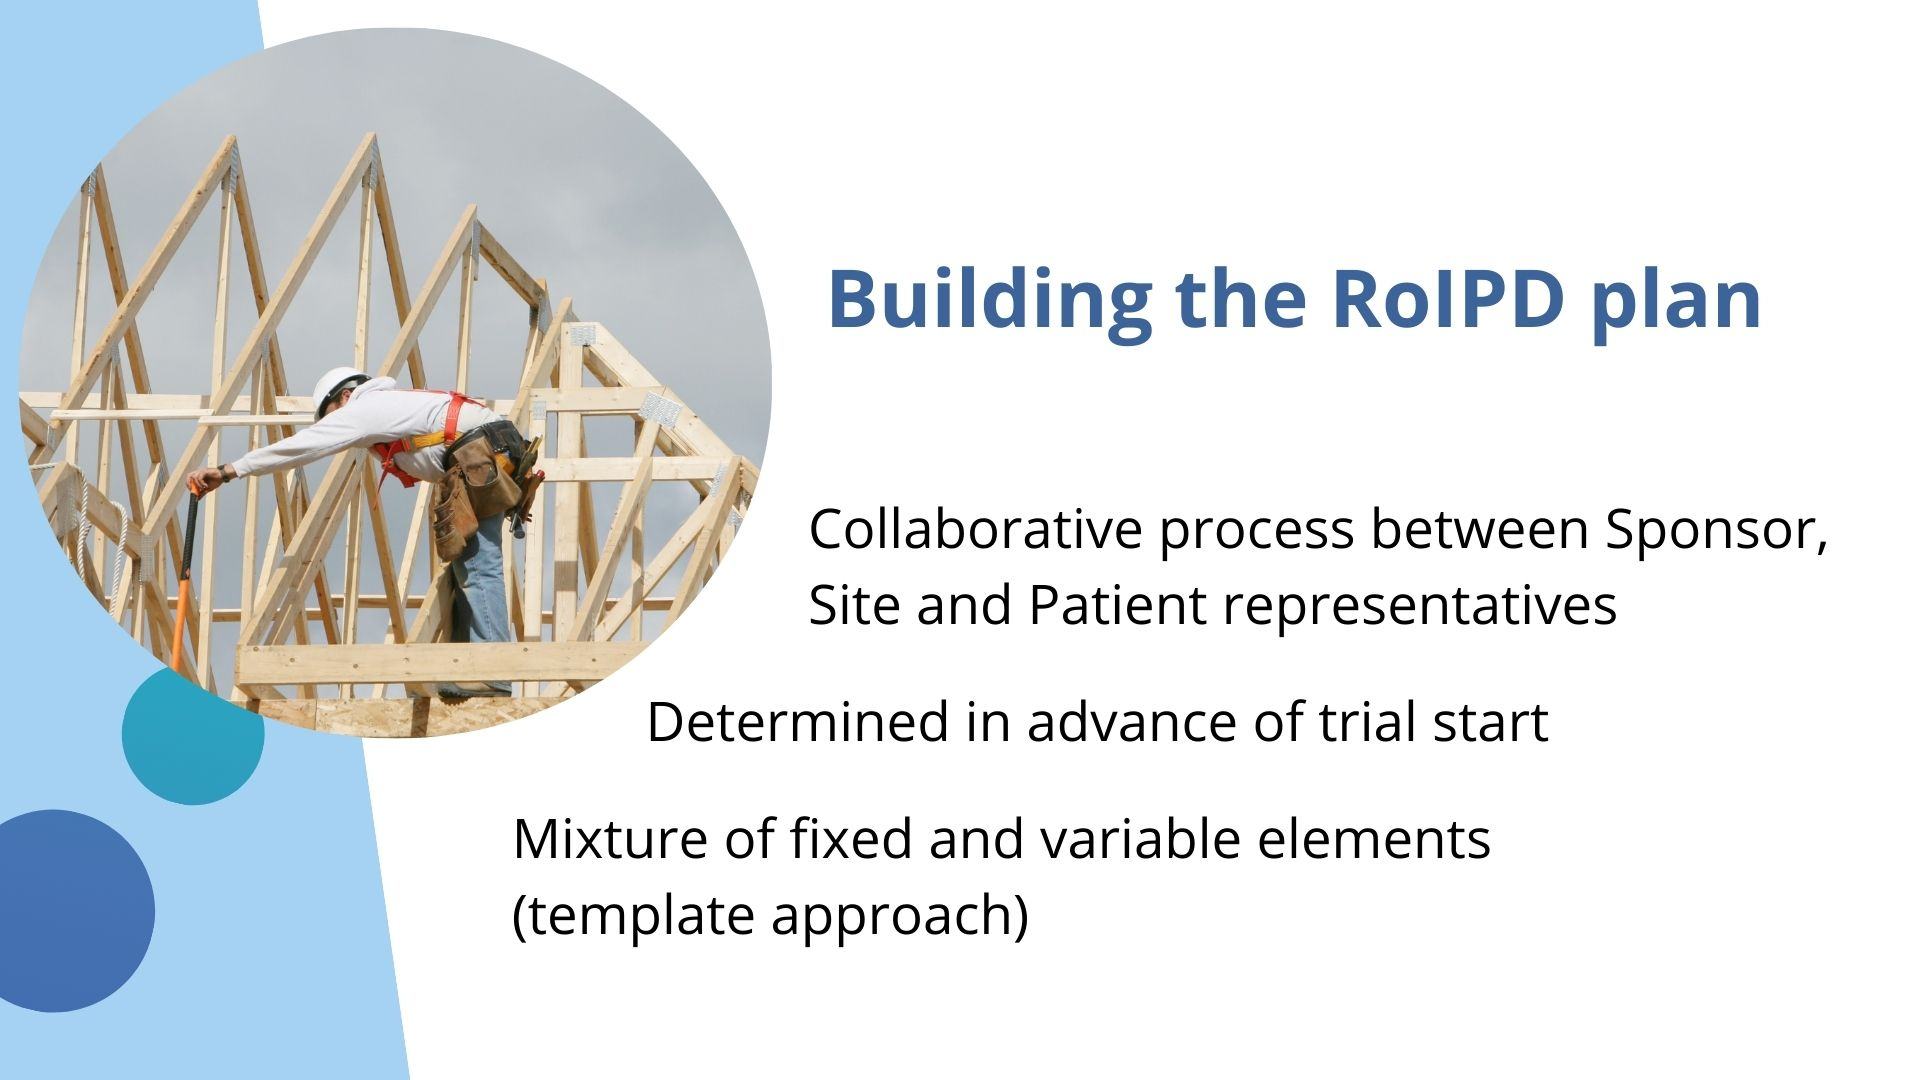 Building the RoIPD plan
Collaborative process between Sponsor,
Site and Patient representatives
Determined in advance of trial start
Mixture of fixed and variable elements
(template approach)